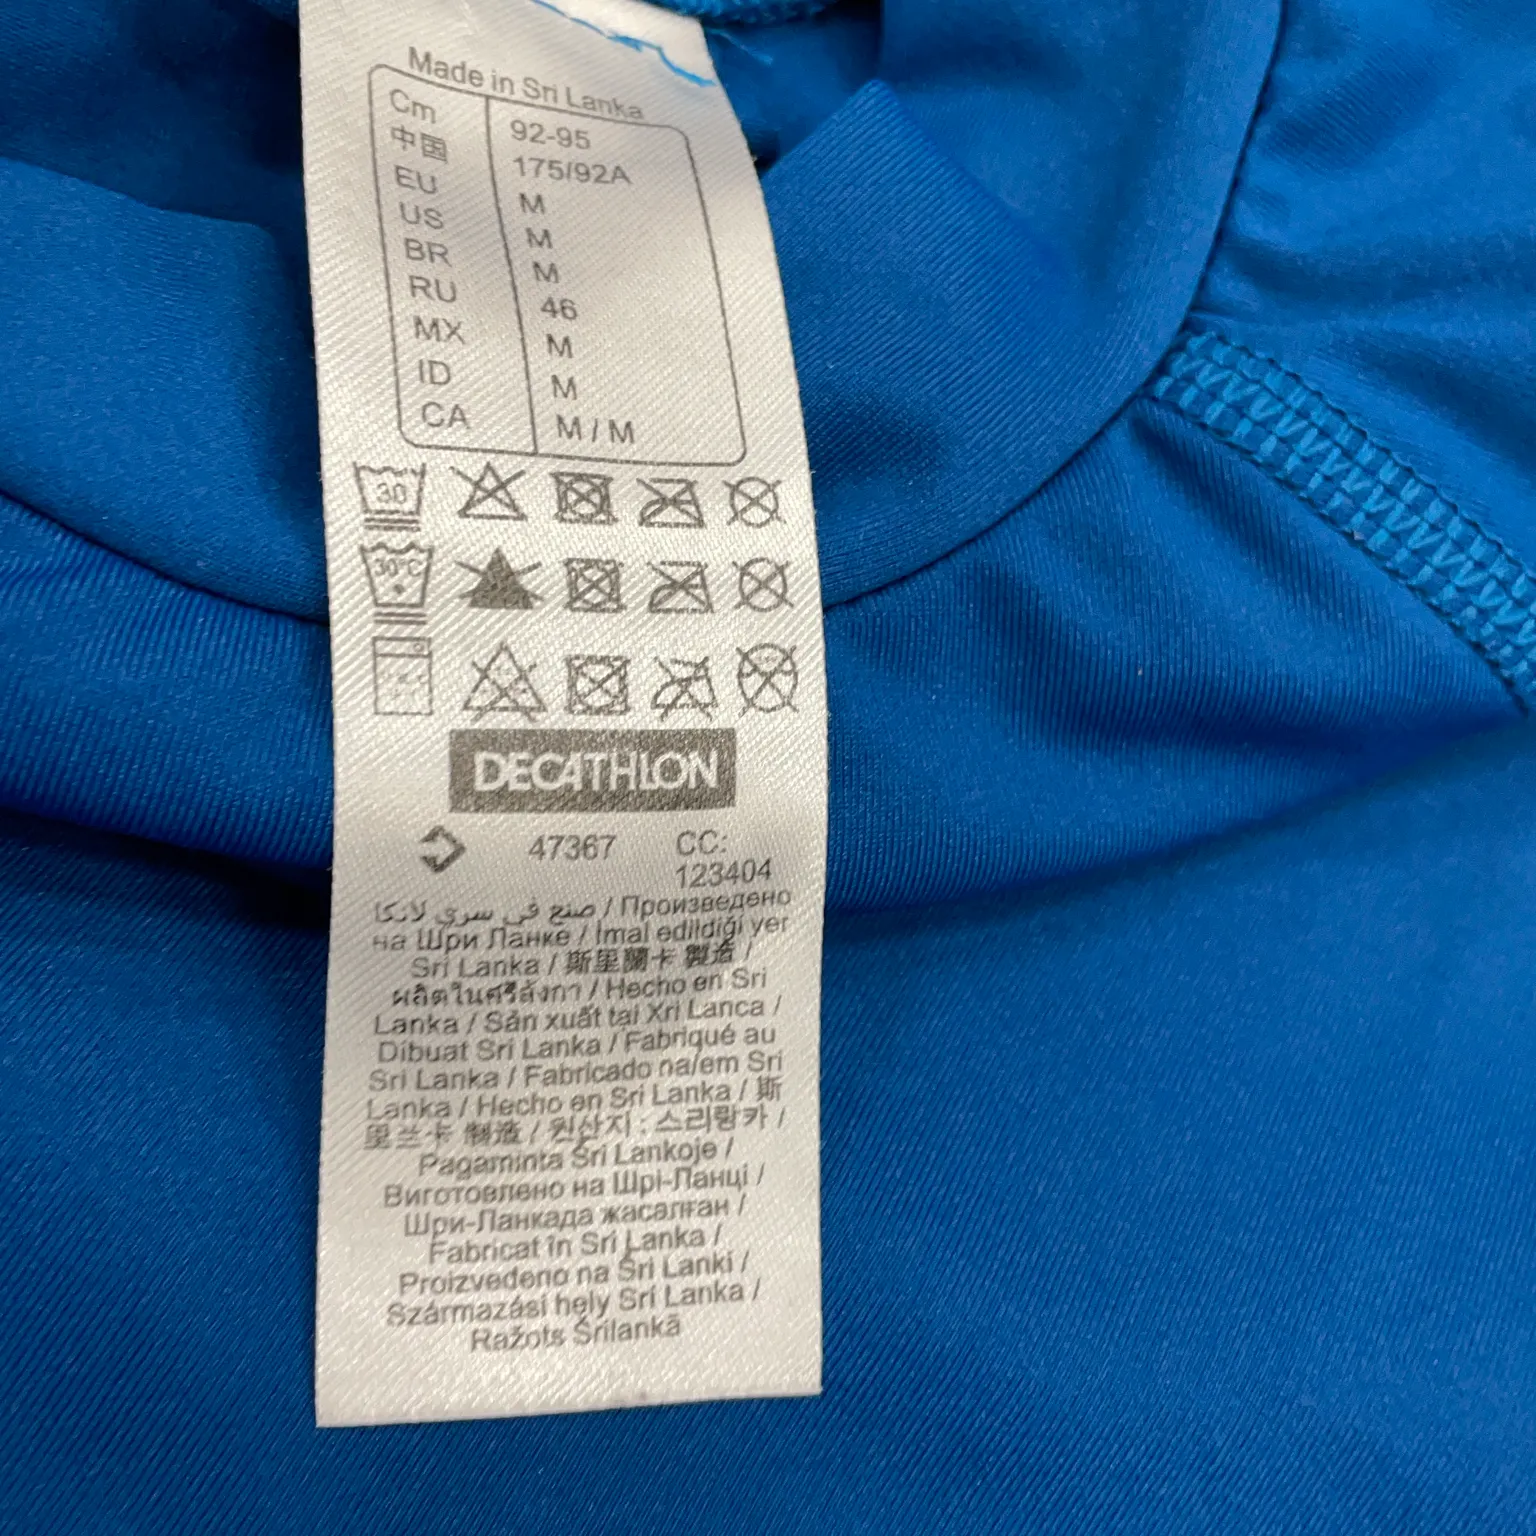 Made in Sri Lanka
Cm 92-95
中国 175/92A
EU M
US M
BR M
RU 46
MX M
ID M
CA M / M
30
30°C
DECATHLON
47367 CC:
123404
صنع في سري لانكا / Произведено
на Шри Ланке / İmal edildiği yer
Sri Lanka / 斯里蘭卡 製造 /
ผลิตในศรีลังกา / Hecho en Sri
Lanka / Sản xuất tại Xri Lanca /
Dibuat Sri Lanka / Fabriqué au
Sri Lanka / Fabricado na/em Sri
Lanka / Hecho en Sri Lanka / 斯
里兰卡 制造 / 원산지 : 스리랑카 /
Pagaminta Šri Lankoje /
Виготовлено на Шрі-Ланці /
Шри-Ланкада жасалған /
Fabricat în Sri Lanka /
Proizvedeno na Šri Lanki /
Származási hely Srí Lanka /
Ražots Šrilankā